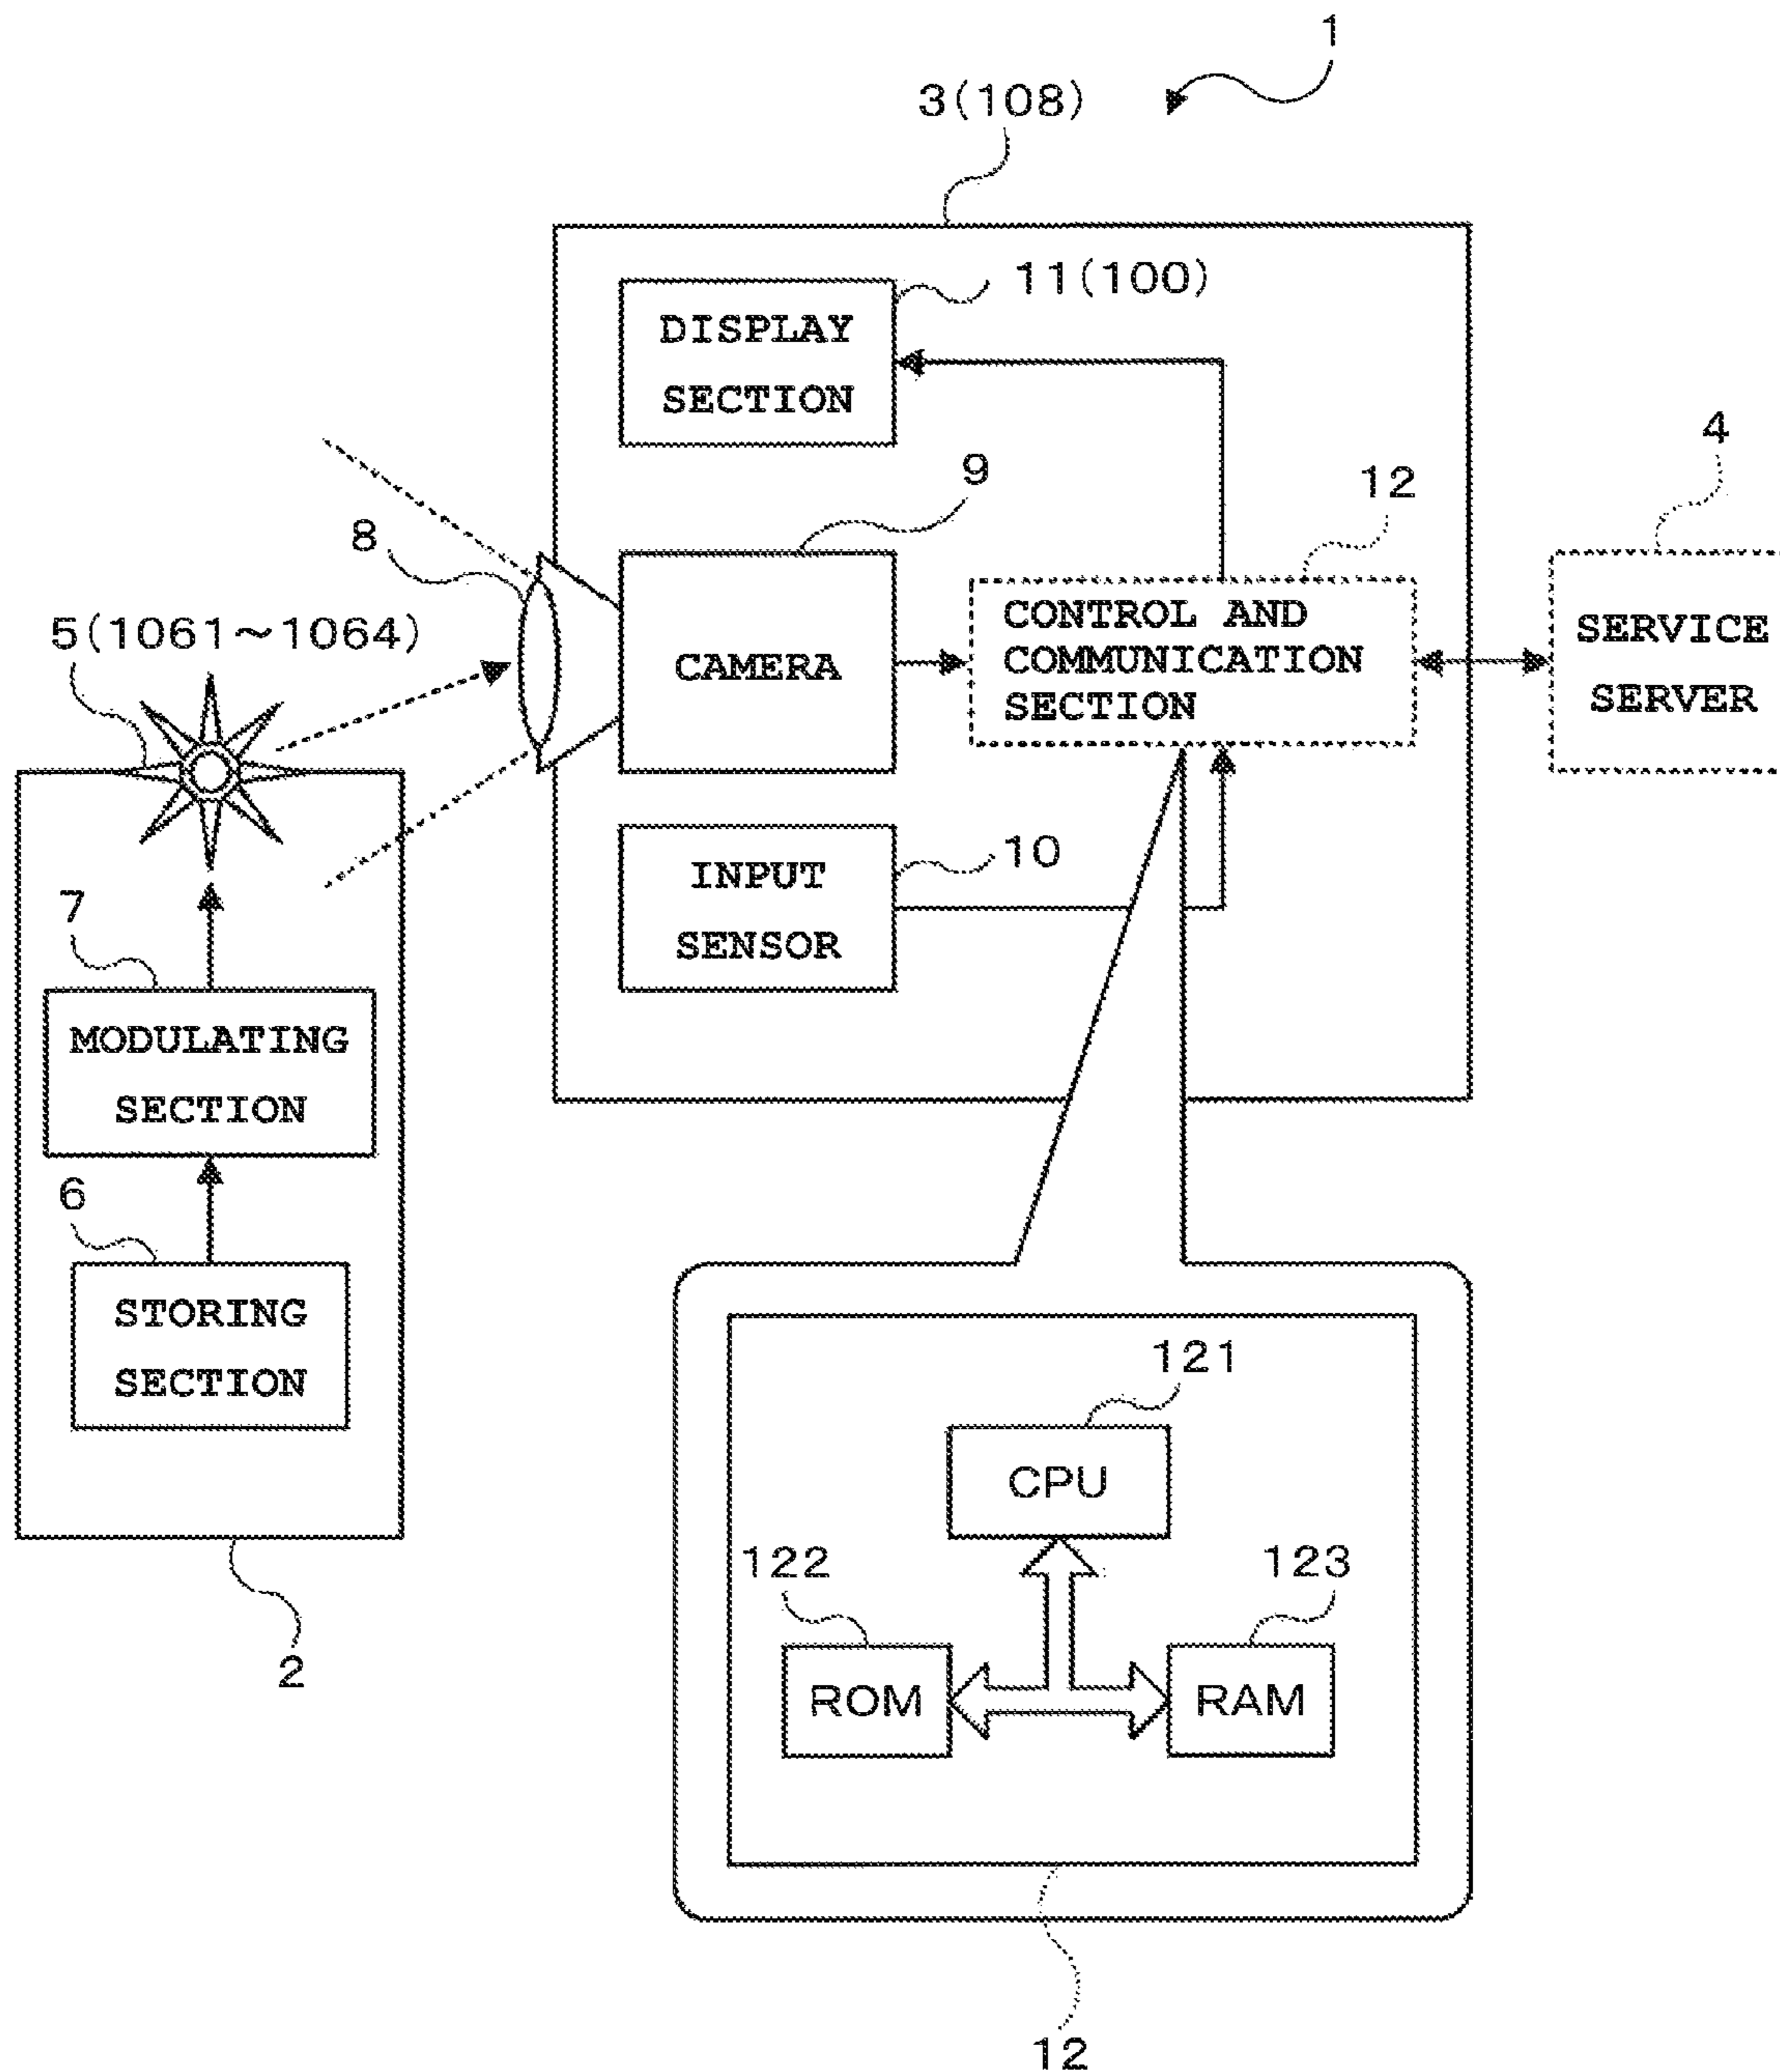 1
3(108)
11(100)
DISPLAY
SECTION
9
12
4
8
CONTROL AND
COMMUNICATION
SECTION
SERVICE
SERVER
5(1061~1064)
CAMERA
10
INPUT
SENSOR
7
MODULATING
SECTION
6
STORING
SECTION
2
121
CPU
122
123
ROM
RAM
12